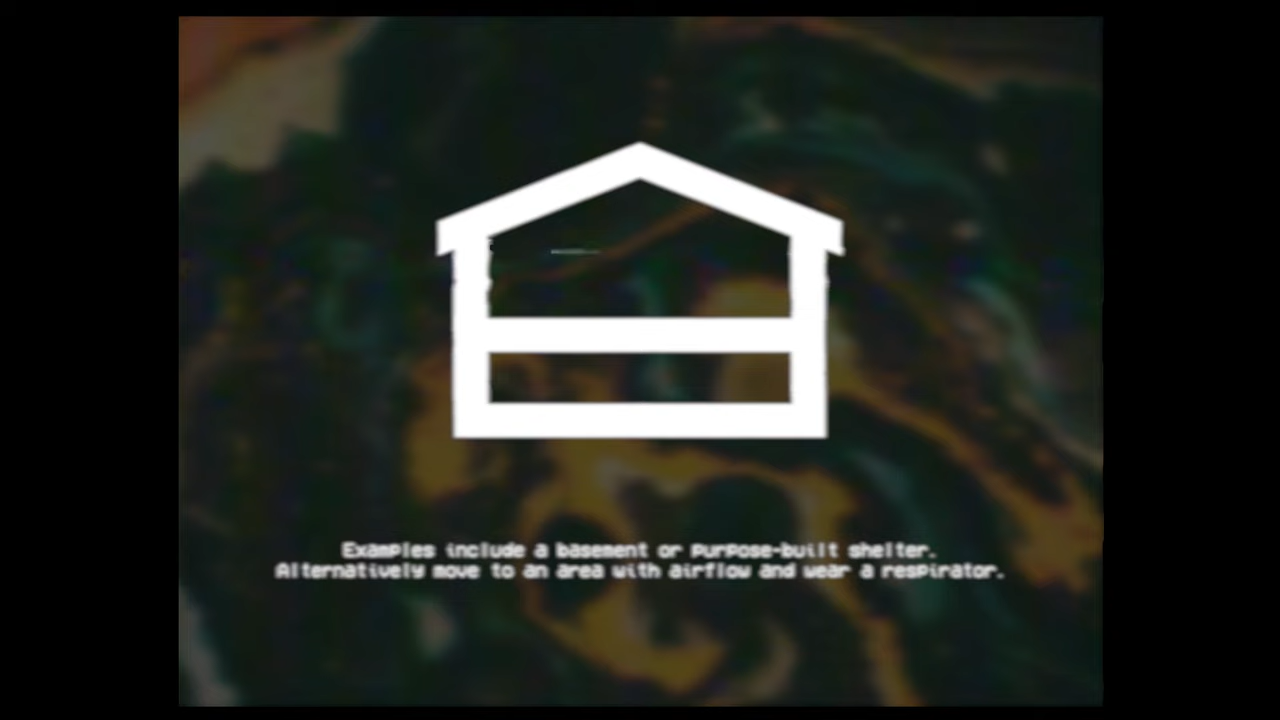 Examples include a basement or purpose-built shelter.
Alternatively move to an area with airflow and wear a respirator.